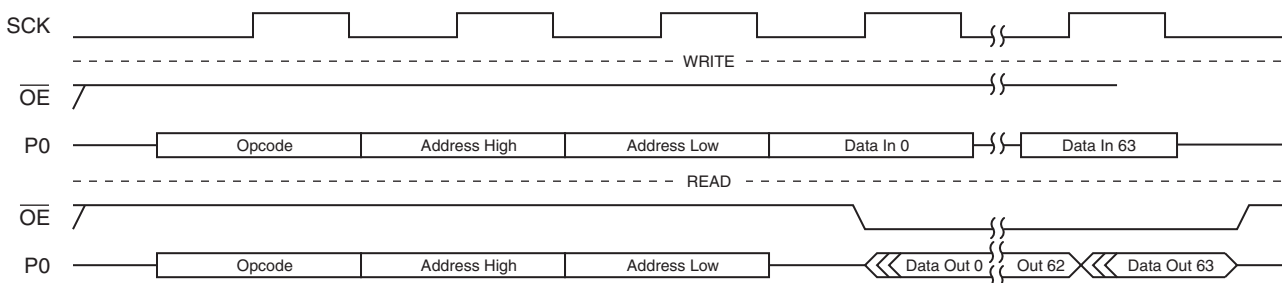 SCK
WRITE
OE
P0 Opcode Address High Address Low Data In 0 Data In 63
READ
OE
P0 Opcode Address High Address Low Data Out 0 Out 62 Data Out 63